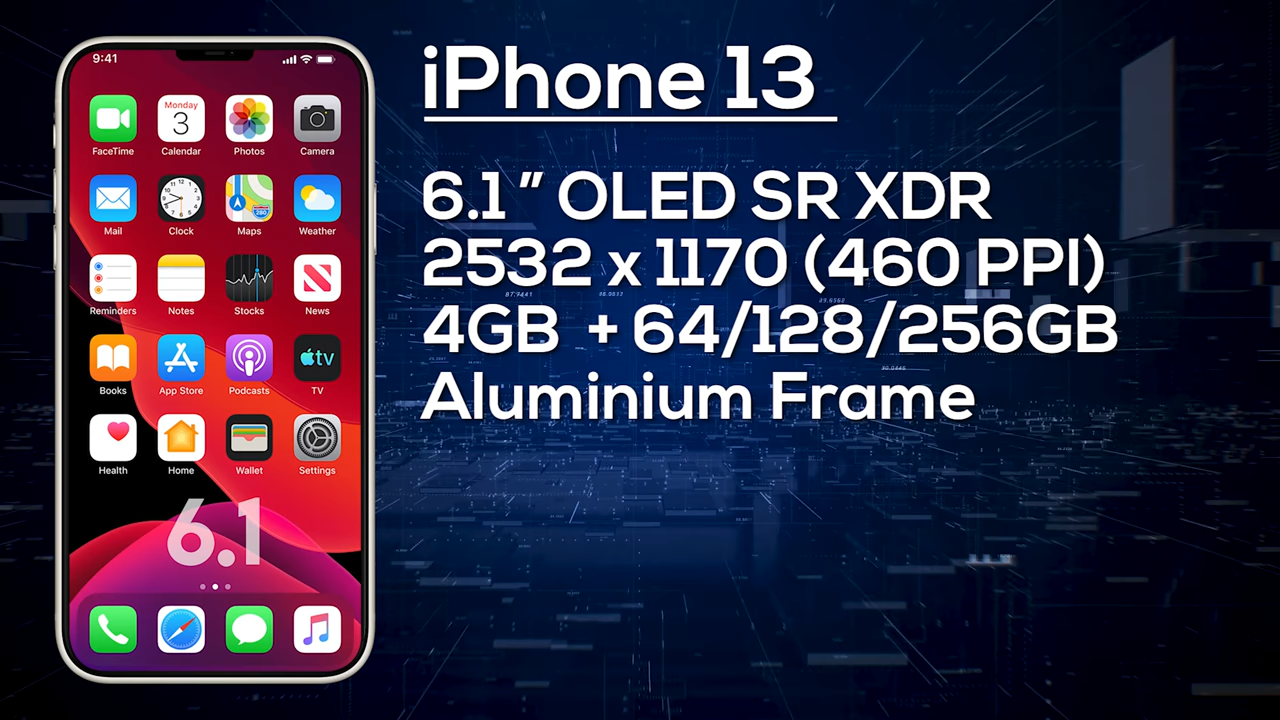 iPhone 13
6.1" OLED SR XDR
2532 x 1170 (460 PPI)
4GB + 64/128/256GB
Aluminium Frame
9:41
Monday
3
FaceTime Calendar Photos Camera
280
Mail Clock Maps Weather
Reminders Notes Stocks News
tv
Books App Store Podcasts TV
Health Home Wallet Settings
6.1